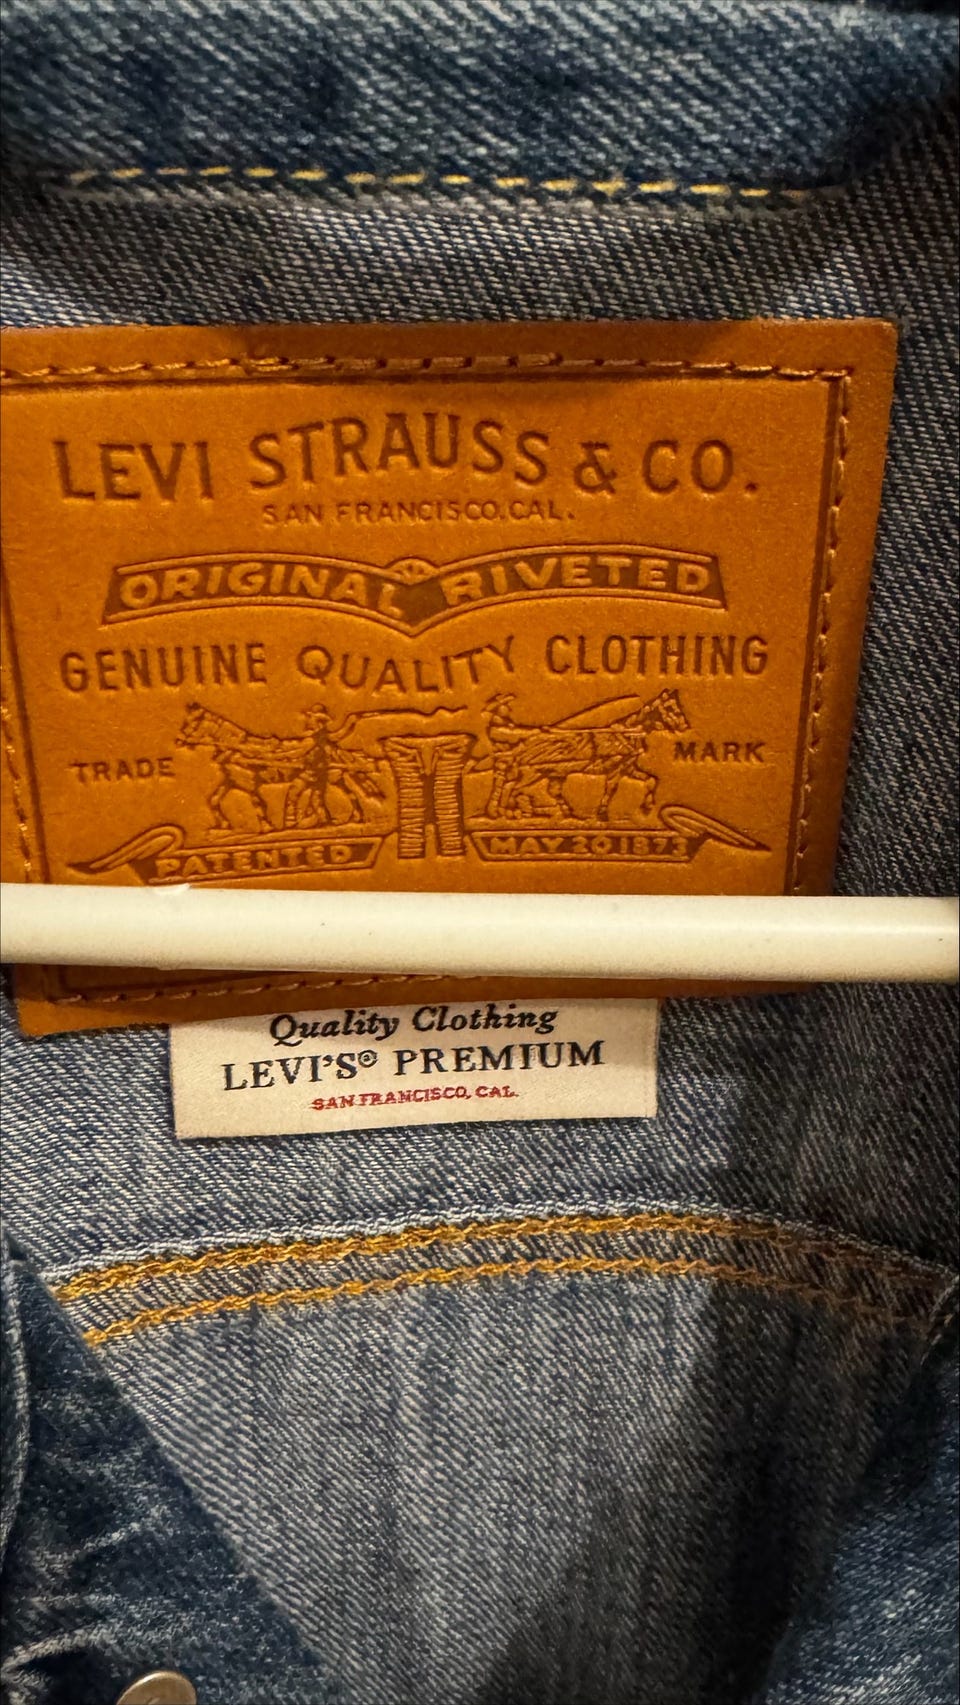 LEVI STRAUSS & CO.
SAN FRANCISCO, CAL.
ORIGINAL RIVETED
GENUINE QUALITY CLOTHING
TRADE MARK
PATENTED MAY 20 1873
Quality Clothing
LEVI'S® PREMIUM
SAN FRANCISCO, CAL.